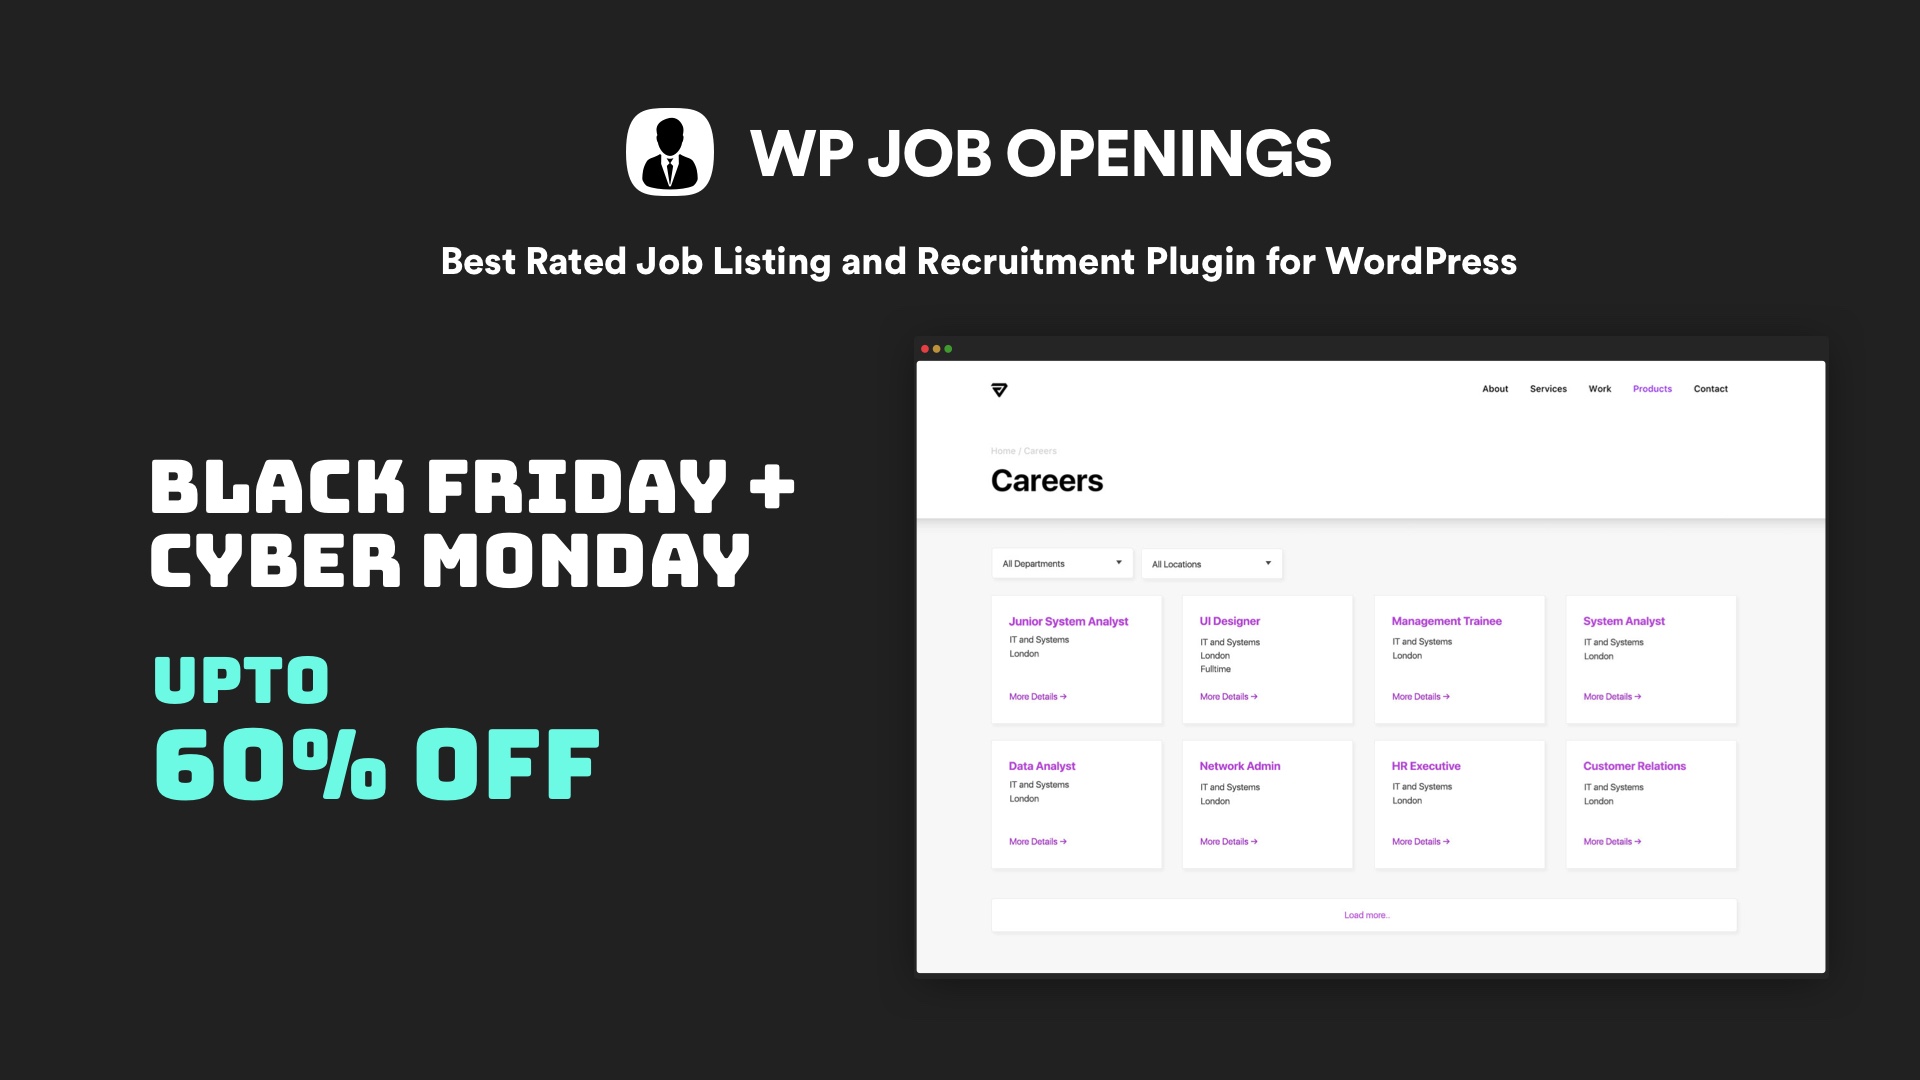 WP JOB OPENINGS
Best Rated Job Listing and Recruitment Plugin for WordPress
BLACK FRIDAY +
CYBER MONDAY
UPTO
60% OFF
About Services Work Products Contact
Home / Careers
Careers
All Departments All Locations
Junior System Analyst
IT and Systems
London
More Details →
UI Designer
IT and Systems
London
Fulltime
More Details →
Management Trainee
IT and Systems
London
More Details →
System Analyst
IT and Systems
London
More Details →
Data Analyst
IT and Systems
London
More Details →
Network Admin
IT and Systems
London
More Details →
HR Executive
IT and Systems
London
More Details →
Customer Relations
IT and Systems
London
More Details →
Load more..